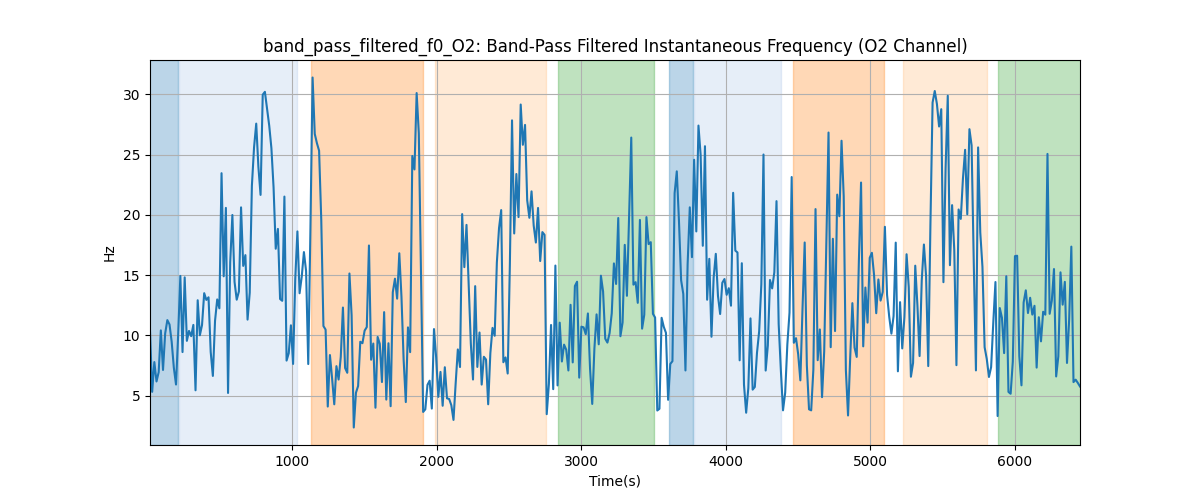 band_pass_filtered_f0_O2: Band-Pass Filtered Instantaneous Frequency (O2 Channel)
30
25
20
15
10
5
Hz
1000 2000 3000 4000 5000 6000
Time(s)